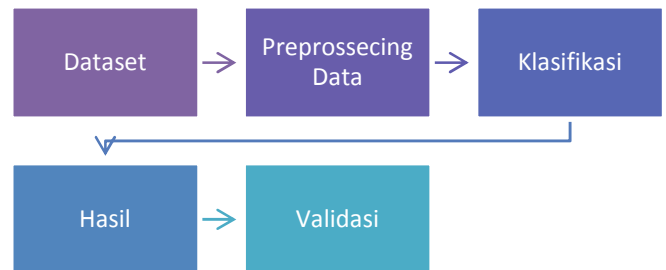 Dataset
Preprossecing
Data
Klasifikasi
Hasil
Validasi